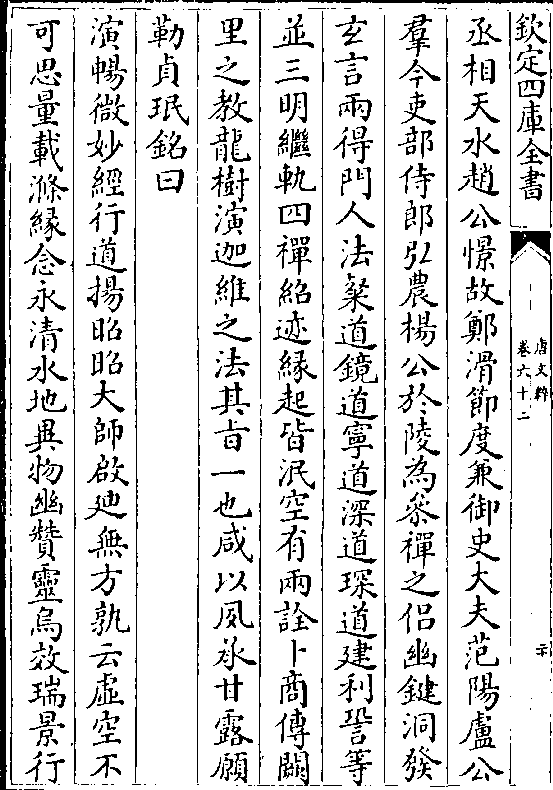 欽定四庫全書
唐文粹
卷六十二
丞相天水趙公憬故鄭滑節度兼御史大夫范陽盧公
羣今吏部侍郎弘農楊公於陵為叅禪之侶幽鍵洞發
玄言兩得門人法粲道鏡道寧道深道琛道建利詧等
並三明繼軌四禪紹迹緣起皆泯空有兩詮卜商傳闕
里之教龍樹演迦維之法其旨一也咸以夙承甘露願
勒貞珉銘曰
演暢微妙經行道揚昭昭大師啟廸無方孰云虛空不
可思量載滌緣念永清水地異物幽贊靈烏效瑞景行